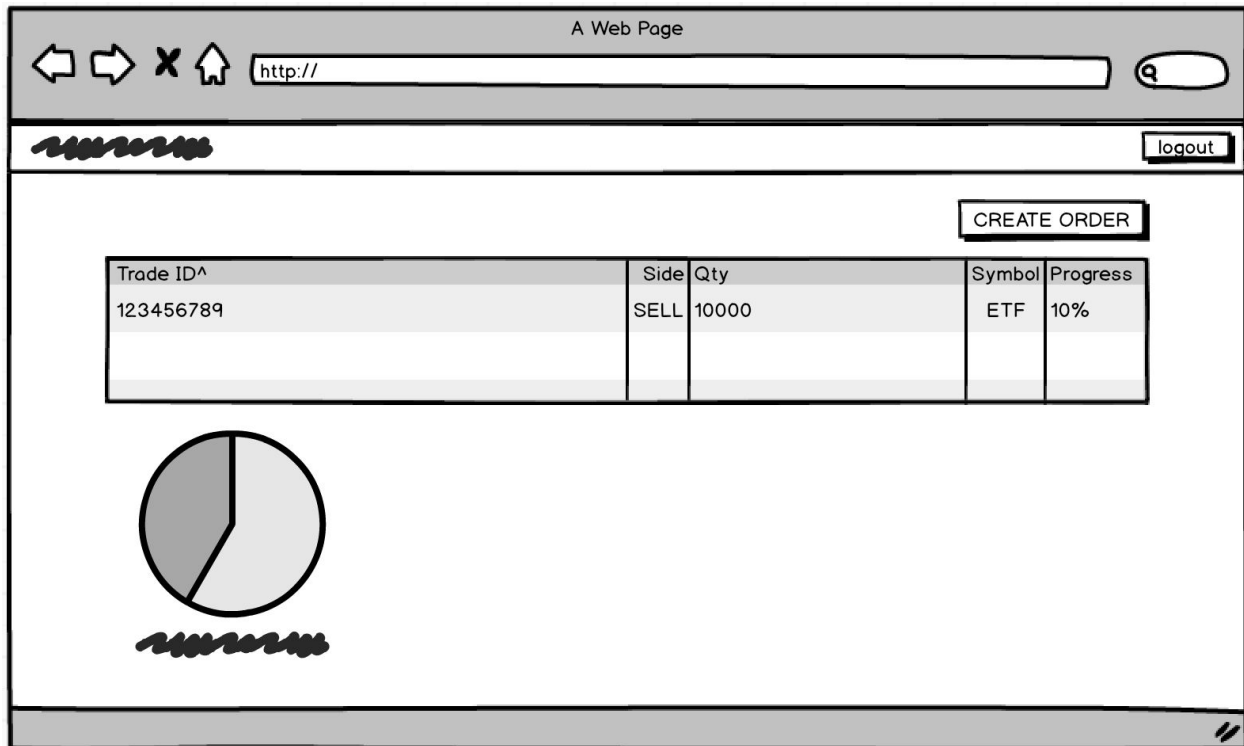 A Web Page
http://
logout
CREATE ORDER
Trade ID^ Side Qty Symbol Progress
123456789 SELL 10000 ETF 10%